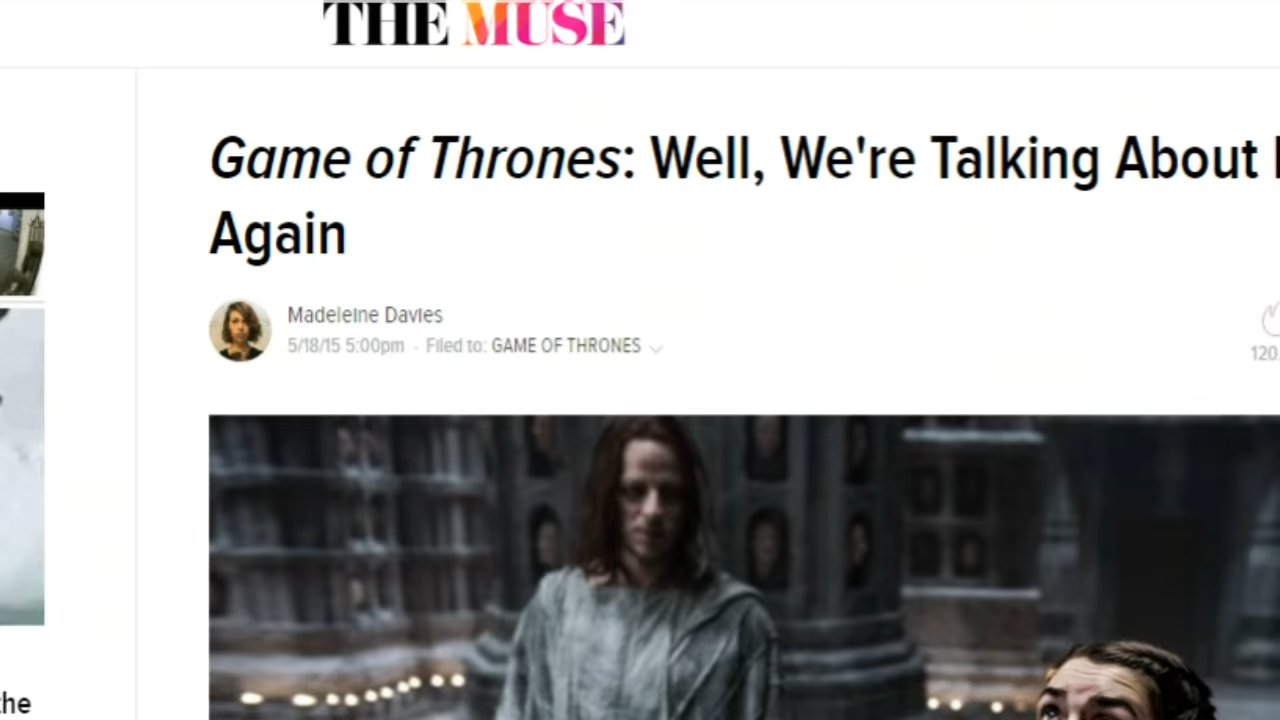 THE MUSE
Game of Thrones: Well, We're Talking About
Again
Madeleine Davies
5/18/15 5:00pm - Filed to: GAME OF THRONES
120
the